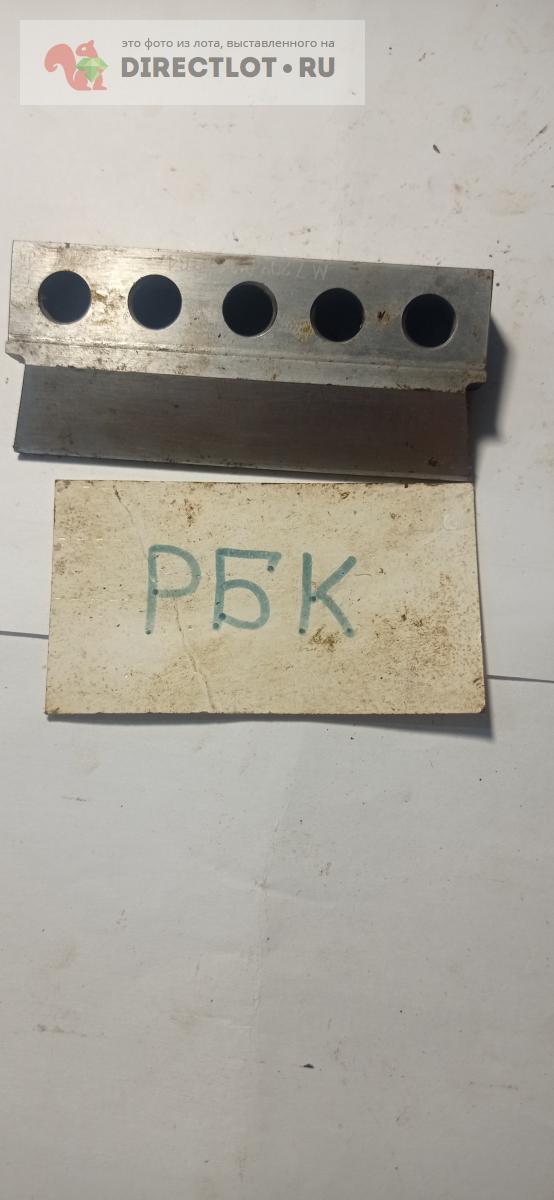 это фото из лота, выставленного на
DIRECTLOT•RU
РБК